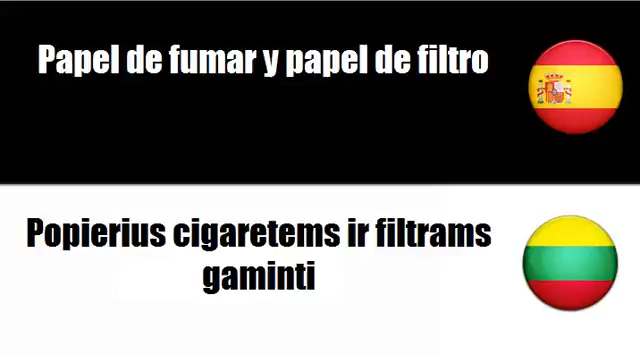 Papel de fumar y papel de filtro
Popierius cigaretems ir filtrams
gaminti